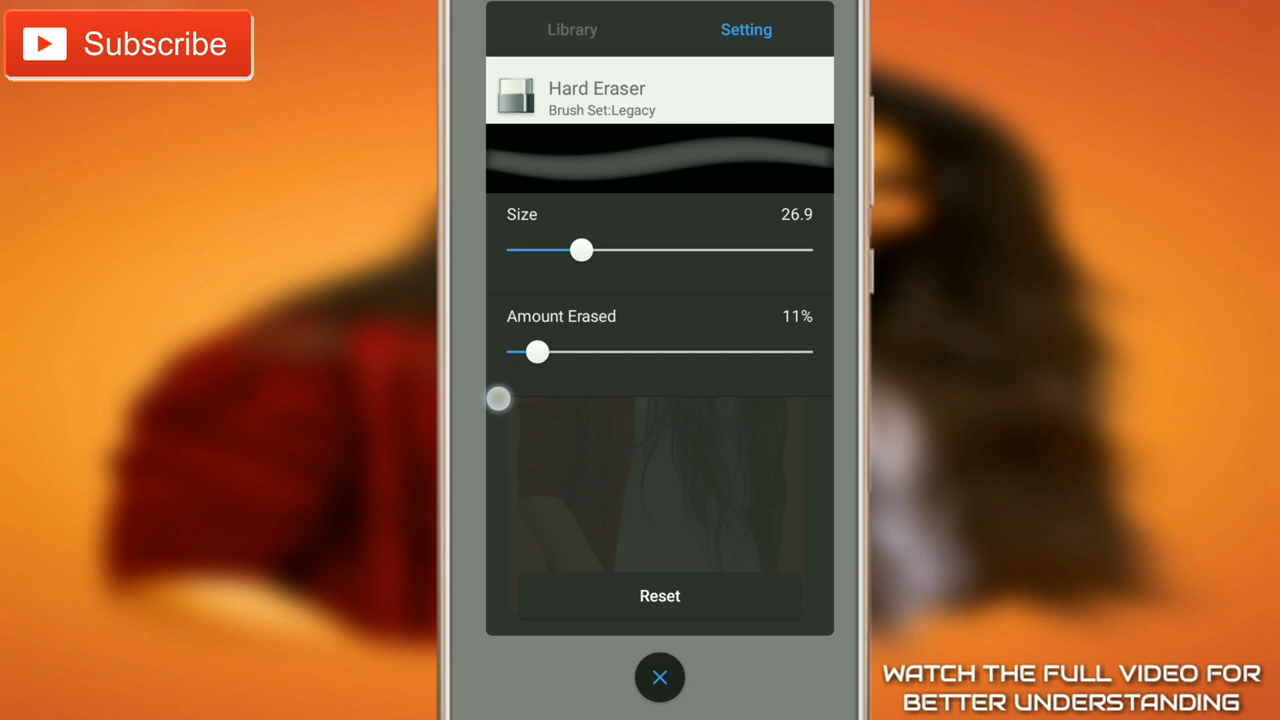 Subscribe
Library
Setting
Hard Eraser
Brush Set:Legacy
Size
26.9
Amount Erased
11%
Reset
WATCH THE FULL VIDEO FOR
BETTER UNDERSTANDING